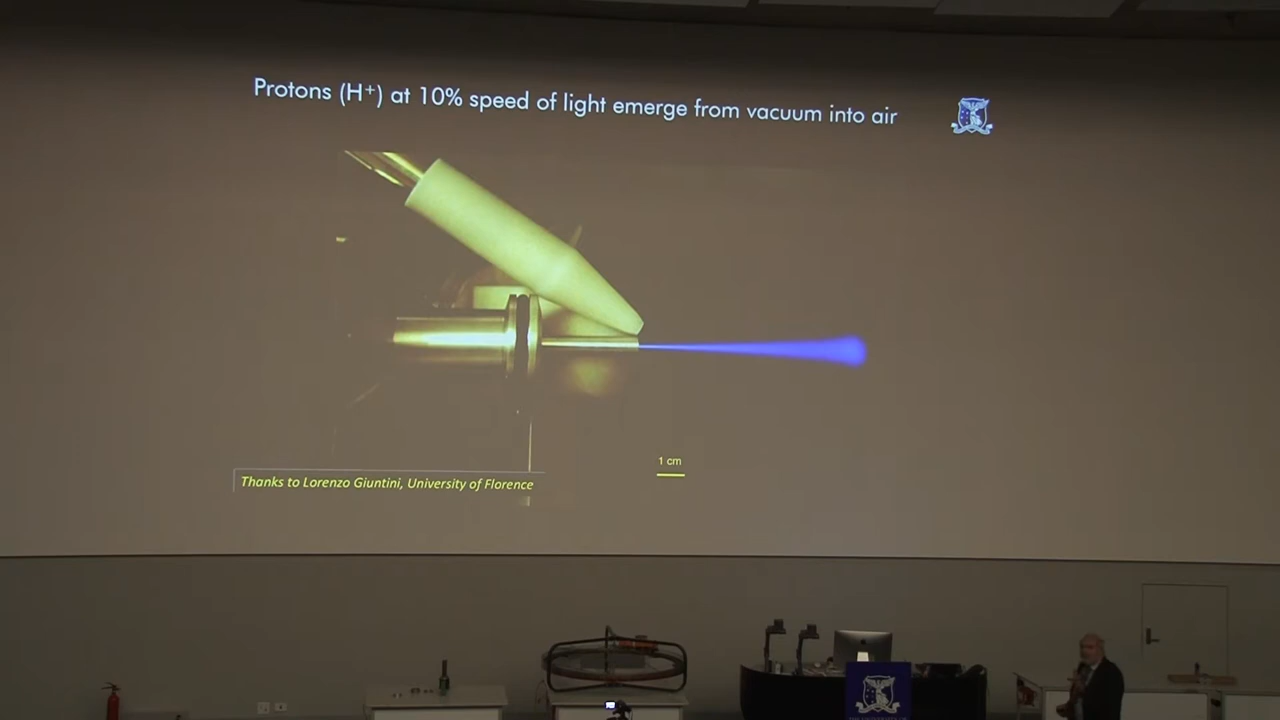 Protons (H⁺) at 10% speed of light emerge from vacuum into air
1 cm
Thanks to Lorenzo Giuntini, University of Florence